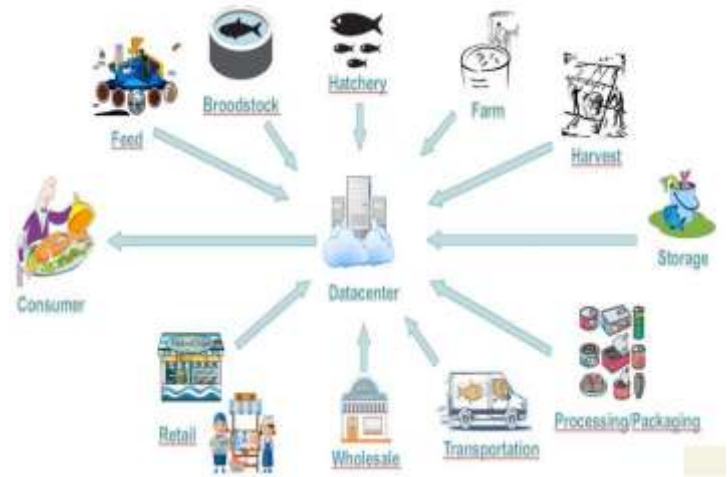 Hatchery
Broodstock
Farm
Feed
Harvest
Storage
Datacenter
Consumer
Processing/Packaging
Retail
Wholesale
Transportation